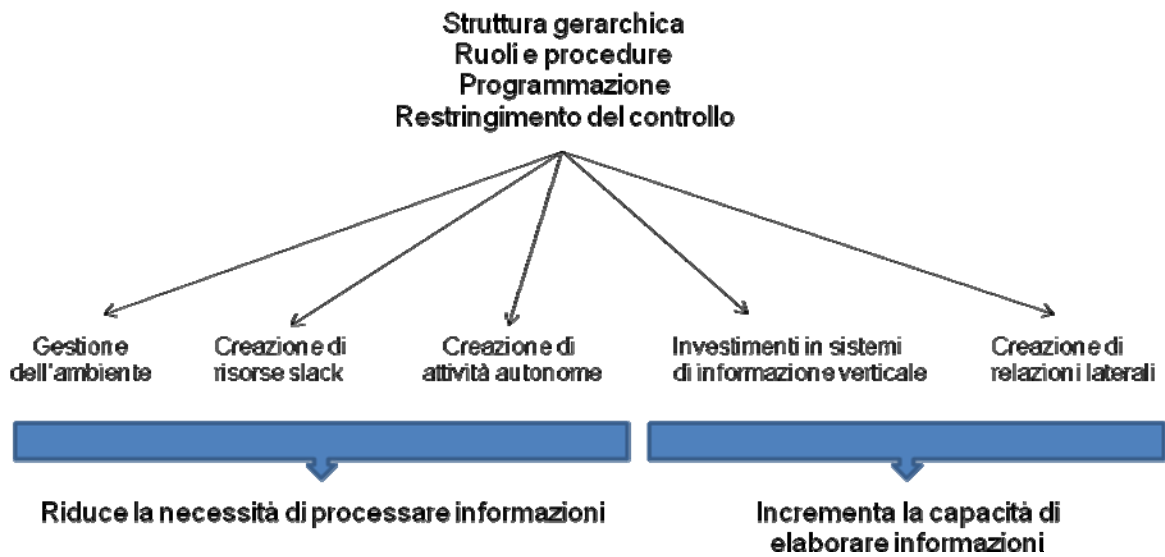 Struttura gerarchica
Ruoli e procedure
Programmazione
Restringimento del controllo
Gestione
dell'ambiente
Creazione di
risorse slack
Creazione di
attività autonome
Investimenti in sistemi
di informazione verticale
Creazione di
relazioni laterali
Riduce la necessità di processare informazioni
Incrementa la capacità di
elaborare informazioni